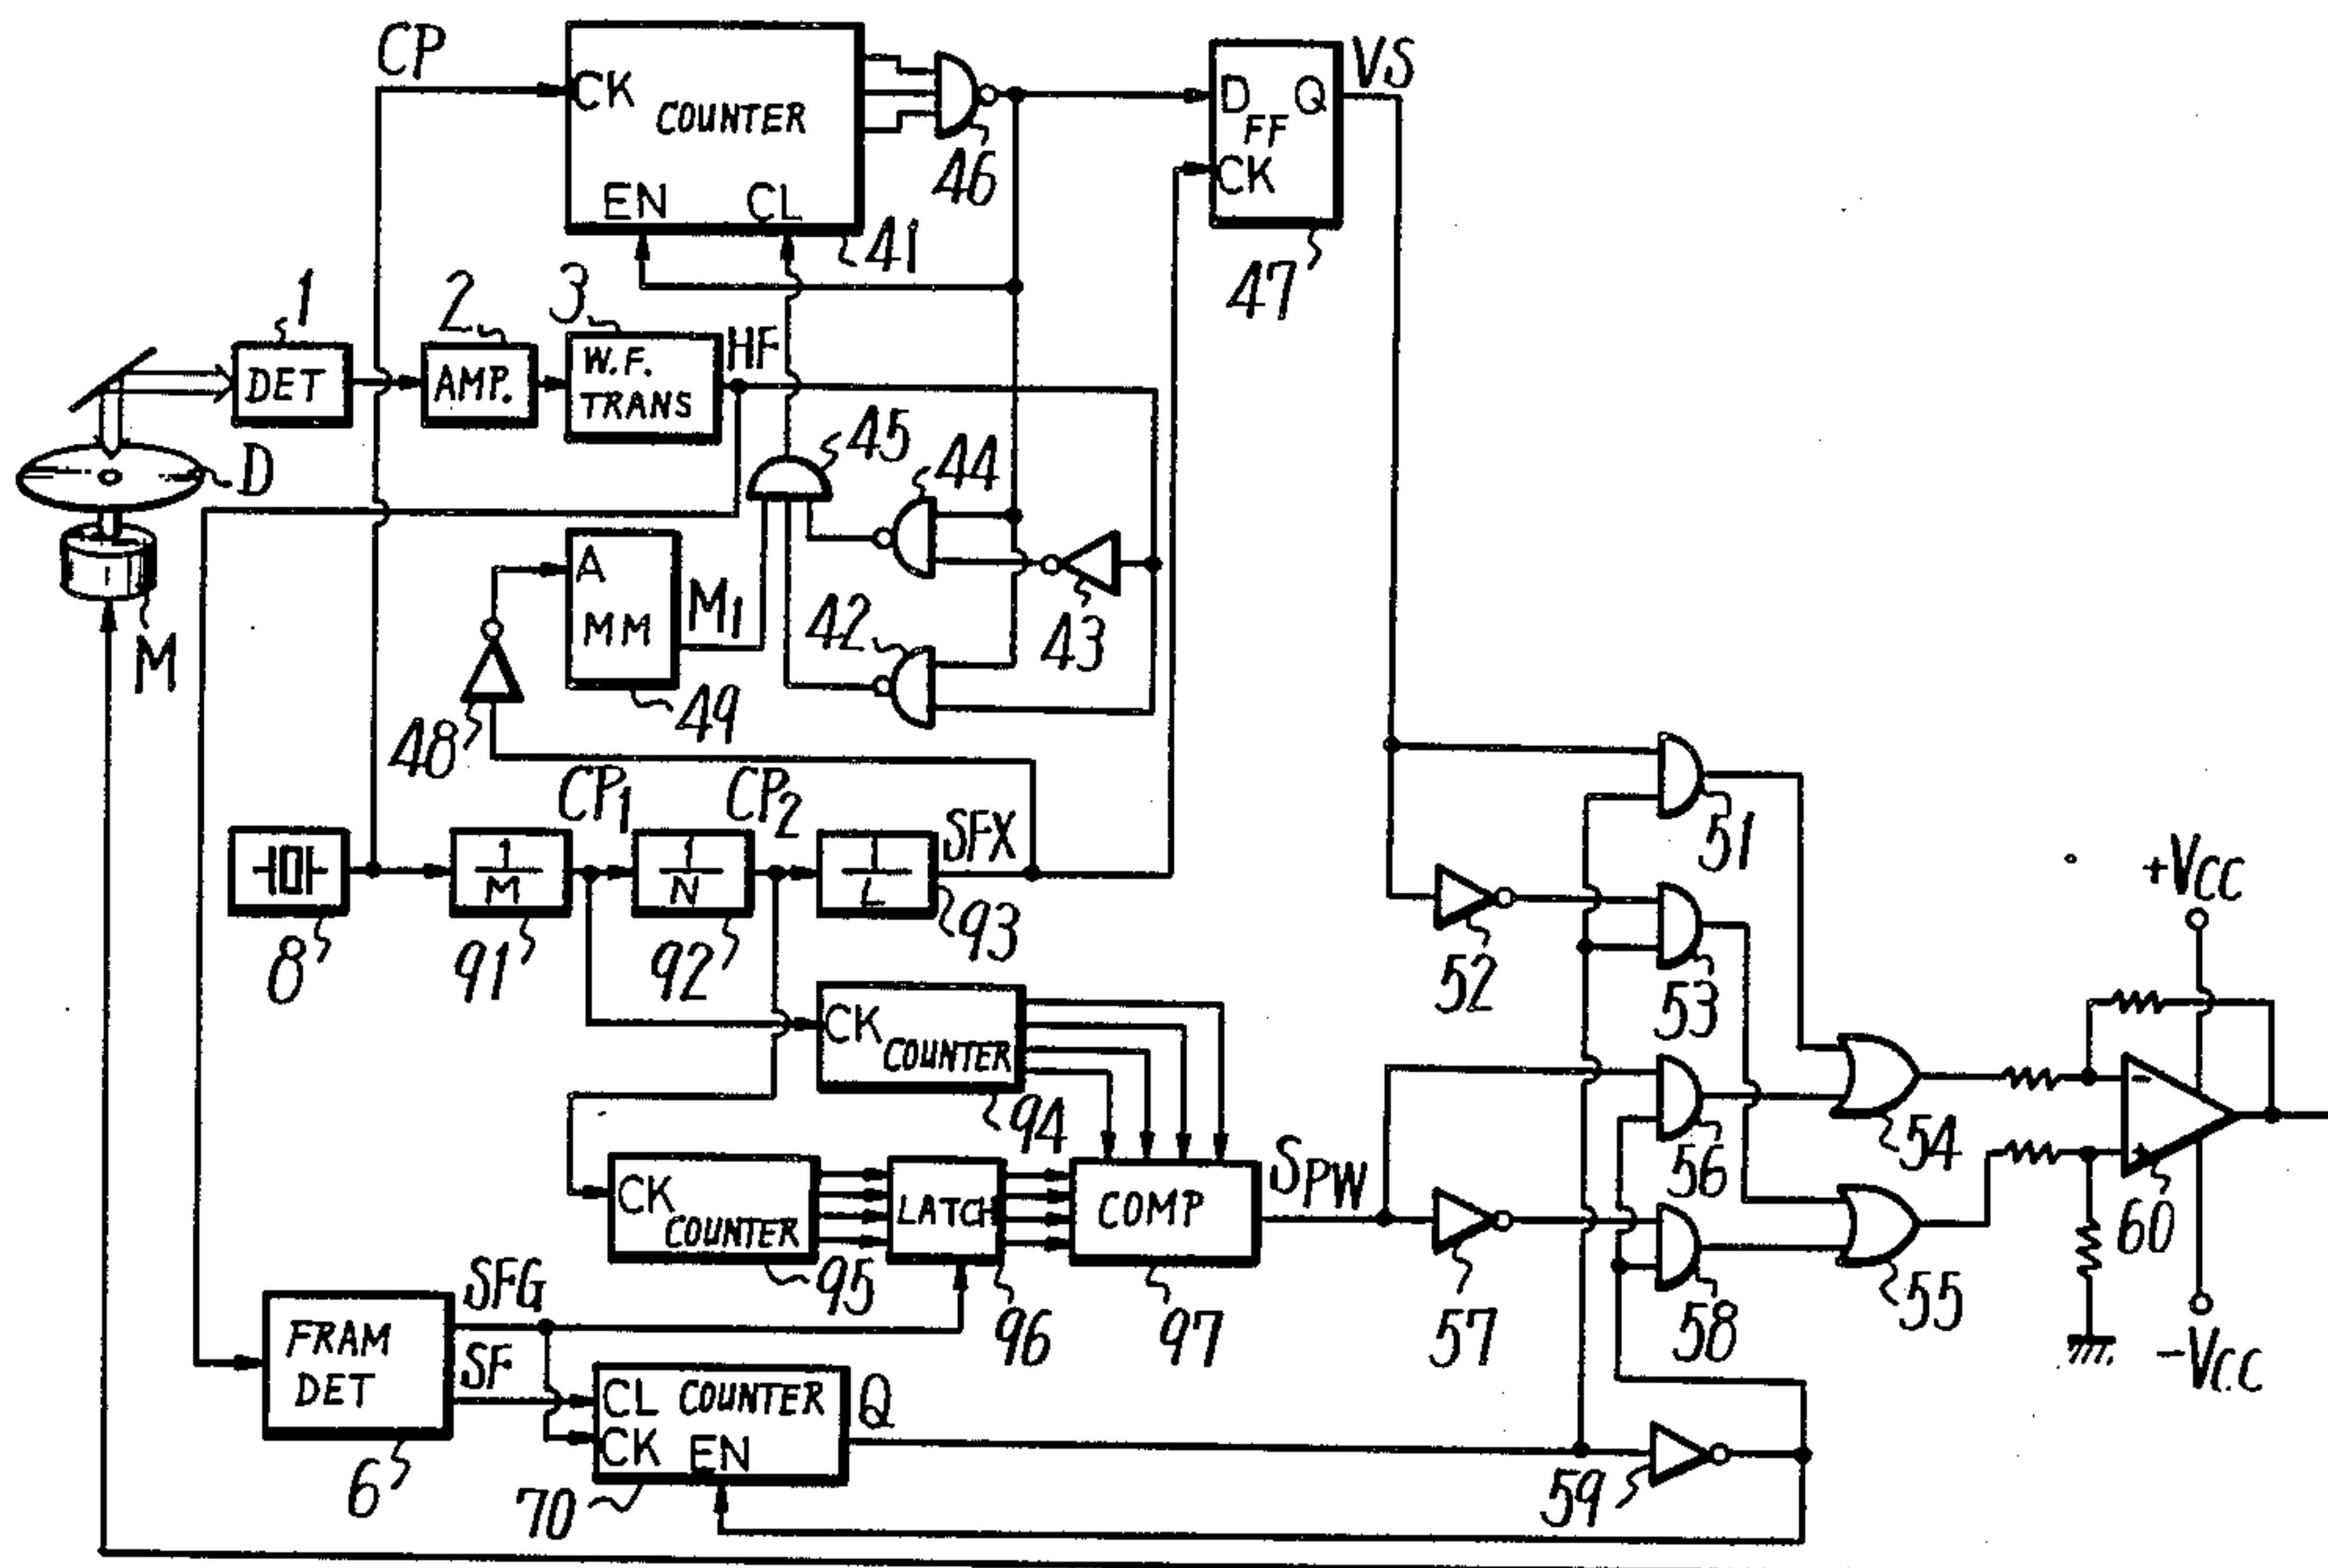 CP
CK
COUNTER
EN CL
41
46
D Q
FF
CK
47
VS
1
DET
2
AMP.
3
W.F.
TRANS
HF
D
M
45
44
43
42
A
MM
49
M1
48
8
1
M
91
CP1
1
N
92
CP2
1
L
93
SFX
CK
COUNTER
94
CK
COUNTER
95
LATCH
96
COMP
97
SPW
FRAM
DET
6
SFG
SF
CL COUNTER
CK EN
70
Q
51
52
53
54
55
56
57
58
59
60
+VCC
-VCC
-
+